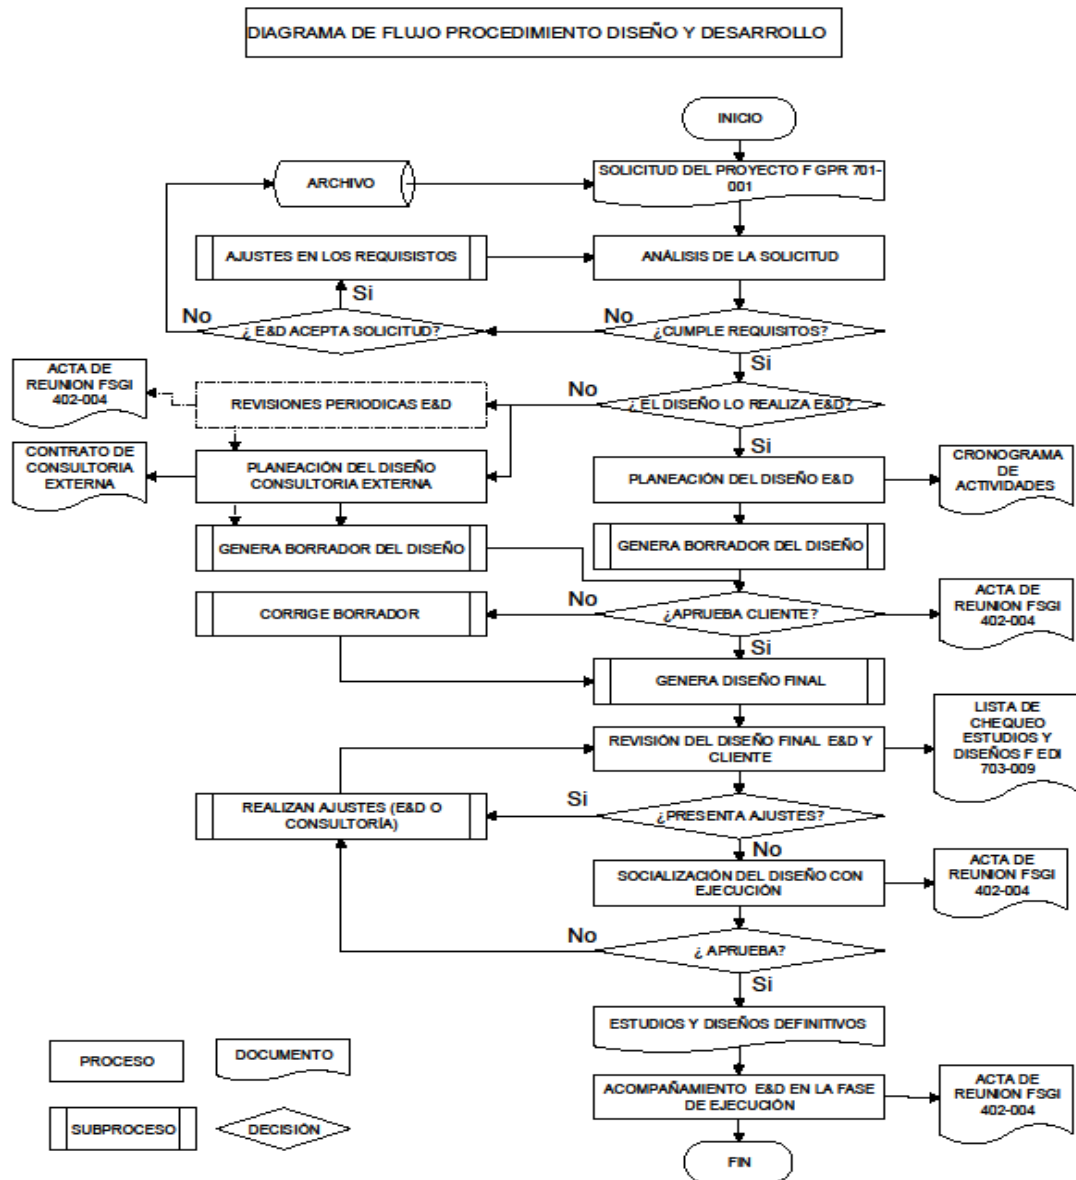 DIAGRAMA DE FLUJO PROCEDIMIENTO DISEÑO Y DESARROLLO
INICIO
ARCHIVO
SOLICITUD DEL PROYECTO F GPR 701-
001
AJUSTES EN LOS REQUISISTOS
ANÁLISIS DE LA SOLICITUD
Si
No
¿ E&D ACEPTA SOLICITUD?
No
¿CUMPLE REQUISITOS?
Si
ACTA DE
REUNION FSGI
402-004
REVISIONES PERIODICAS E&D
No
¿ EL DISEÑO LO REALIZA E&D?
Si
CONTRATO DE
CONSULTORIA
EXTERNA
PLANEACIÓN DEL DISEÑO
CONSULTORIA EXTERNA
PLANEACIÓN DEL DISEÑO E&D
CRONOGRAMA
DE
ACTIVIDADES
GENERA BORRADOR DEL DISEÑO
GENERA BORRADOR DEL DISEÑO
CORRIGE BORRADOR
No
¿APRUEBA CLIENTE?
Si
ACTA DE
REUNION FSGI
402-004
GENERA DISEÑO FINAL
REVISIÓN DEL DISEÑO FINAL E&D Y
CLIENTE
LISTA DE
CHEQUEO
ESTUDIOS Y
DISEÑOS F EDI
703-009
REALIZAN AJUSTES (E&D O
CONSULTORÍA)
Si
¿PRESENTA AJUSTES?
No
SOCIALIZACIÓN DEL DISEÑO CON
EJECUCIÓN
ACTA DE
REUNION FSGI
402-004
No
¿ APRUEBA?
Si
ESTUDIOS Y DISEÑOS DEFINITIVOS
PROCESO
DOCUMENTO
ACOMPAÑAMIENTO E&D EN LA FASE
DE EJECUCIÓN
ACTA DE
REUNION FSGI
402-004
SUBPROCESO
DECISIÓN
FIN